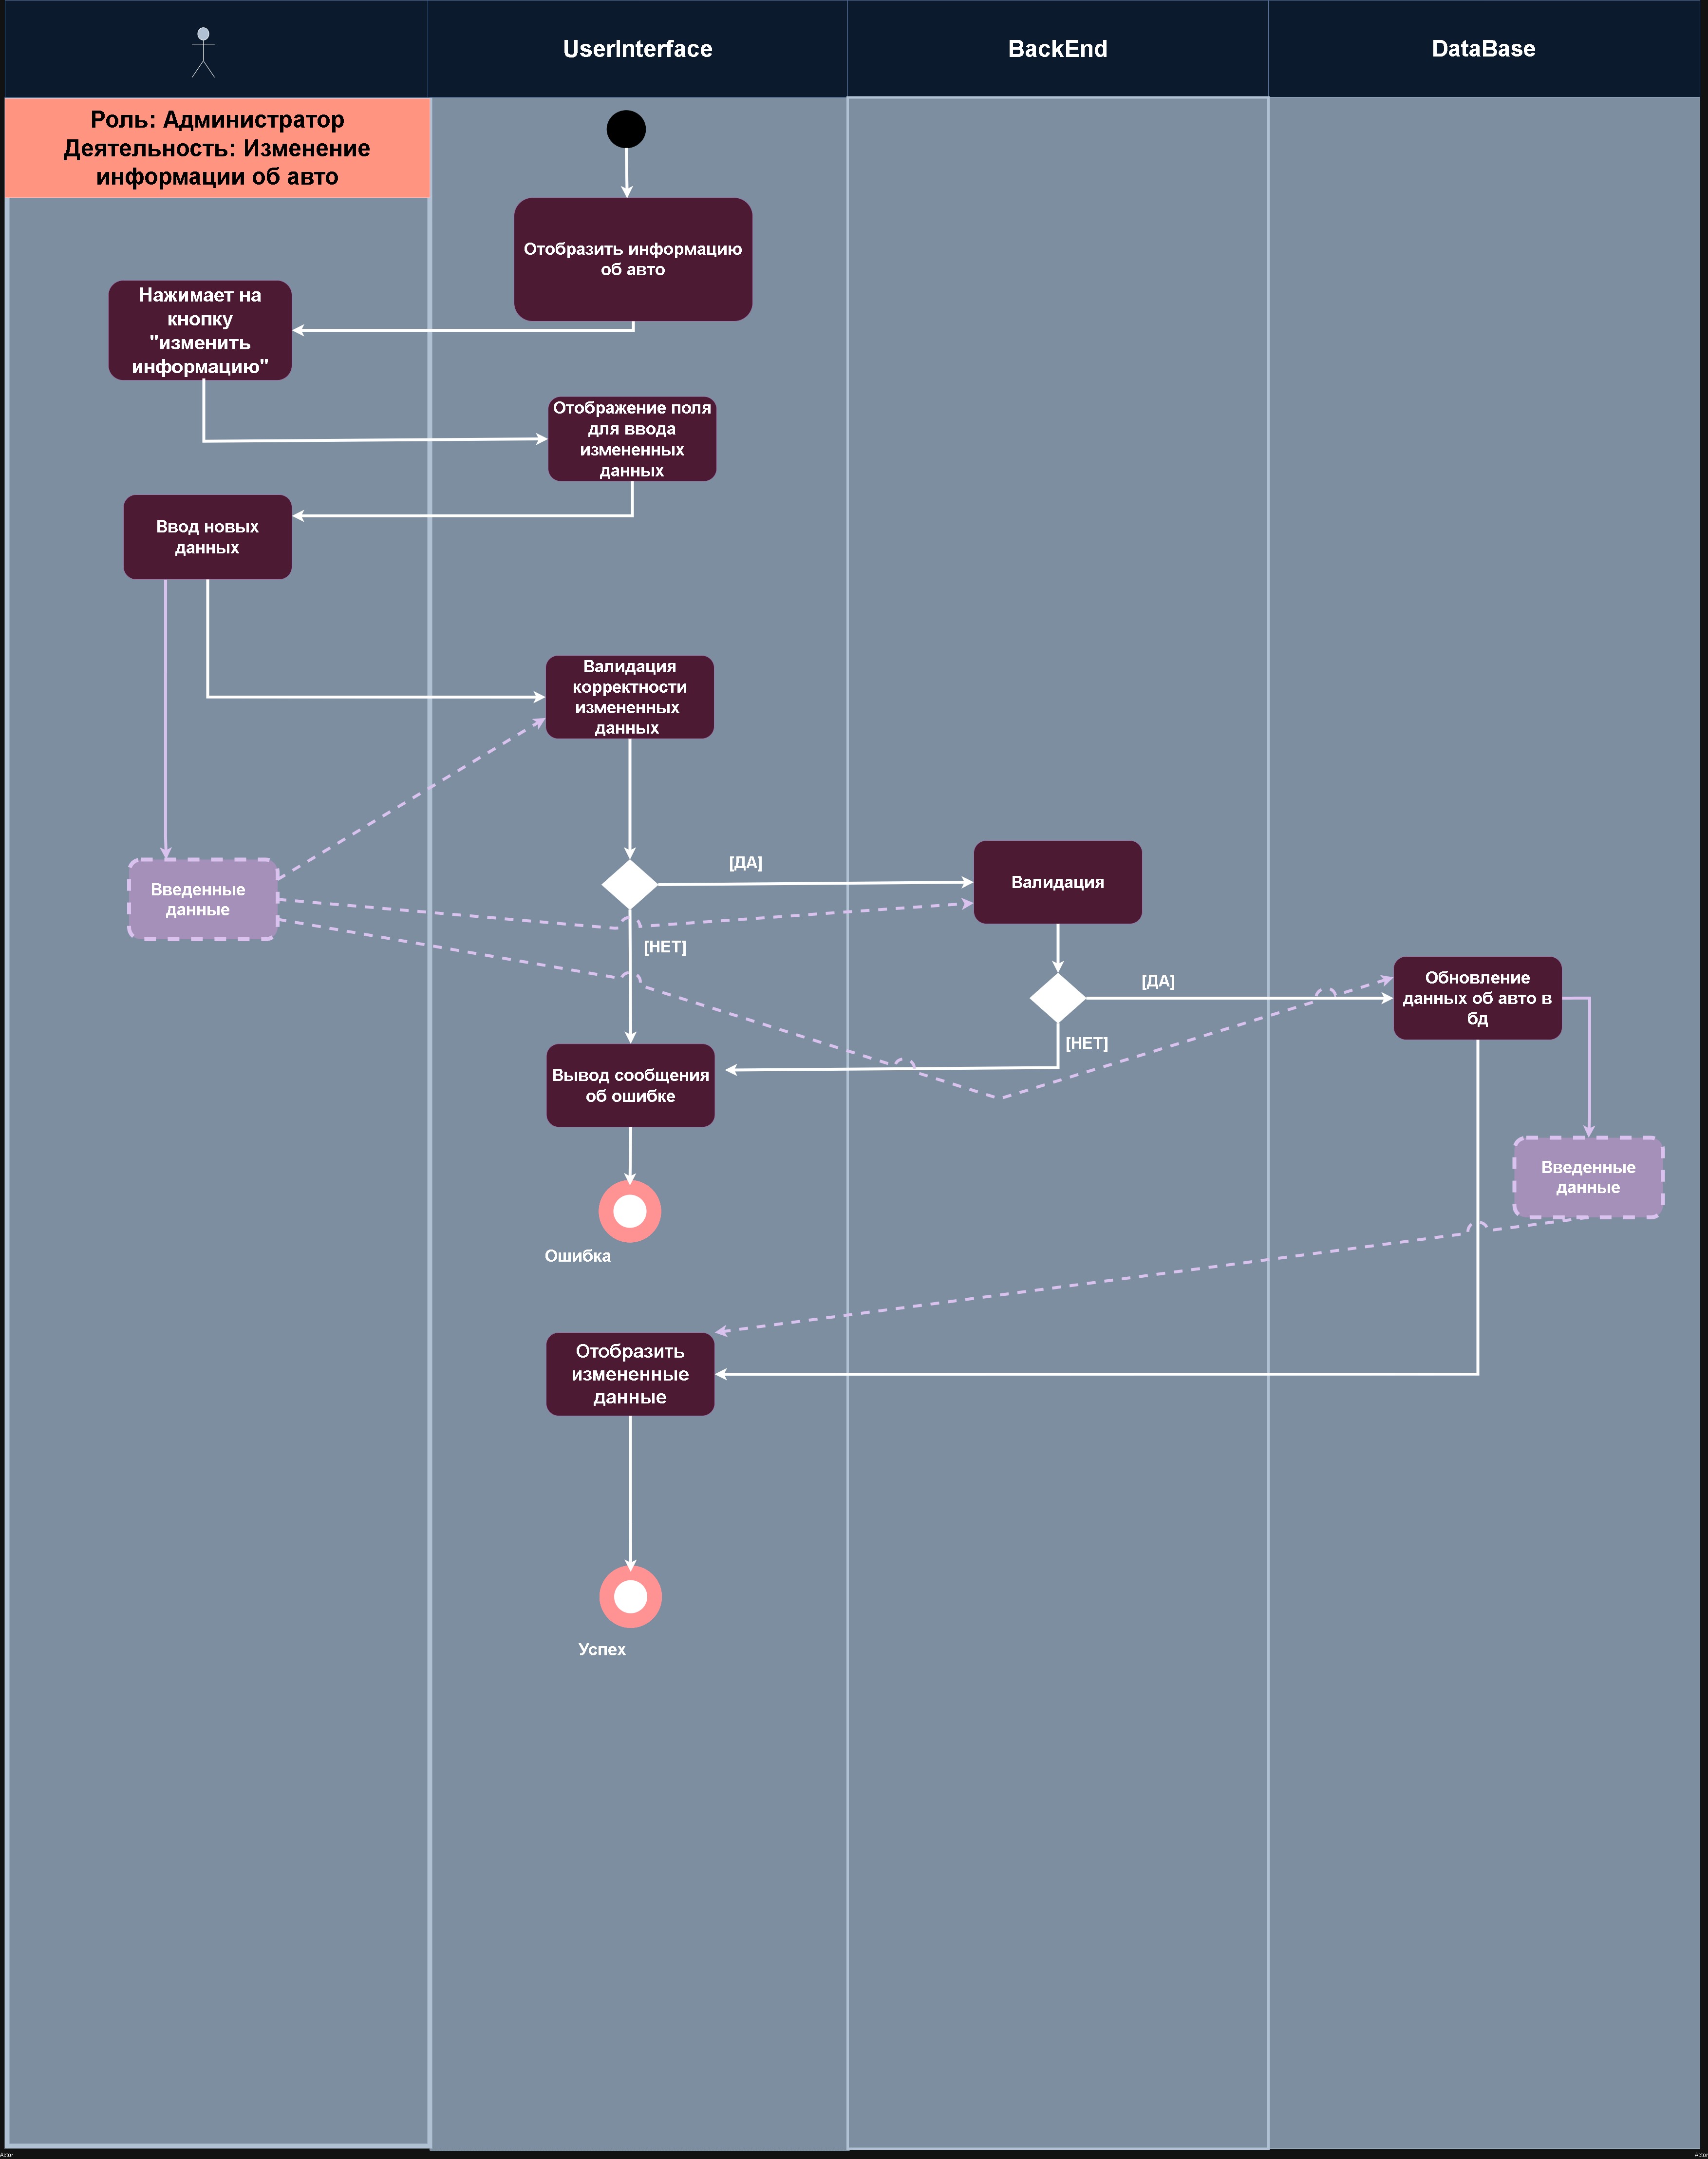 UserInterface
BackEnd
DataBase
Роль: Администратор
Деятельность: Изменение
информации об авто
Отобразить информацию
об авто
Нажимает на
кнопку
"изменить
информацию"
Отображение поля
для ввода
измененных
данных
Ввод новых
данных
Валидация
корректности
измененных
данных
Введенные
данные
[ДА]
Валидация
[НЕТ]
[ДА]
Обновление
данных об авто в
бд
[НЕТ]
Вывод сообщения
об ошибке
Введенные
данные
Ошибка
Отобразить
измененные
данные
Успех
Actor
Actor